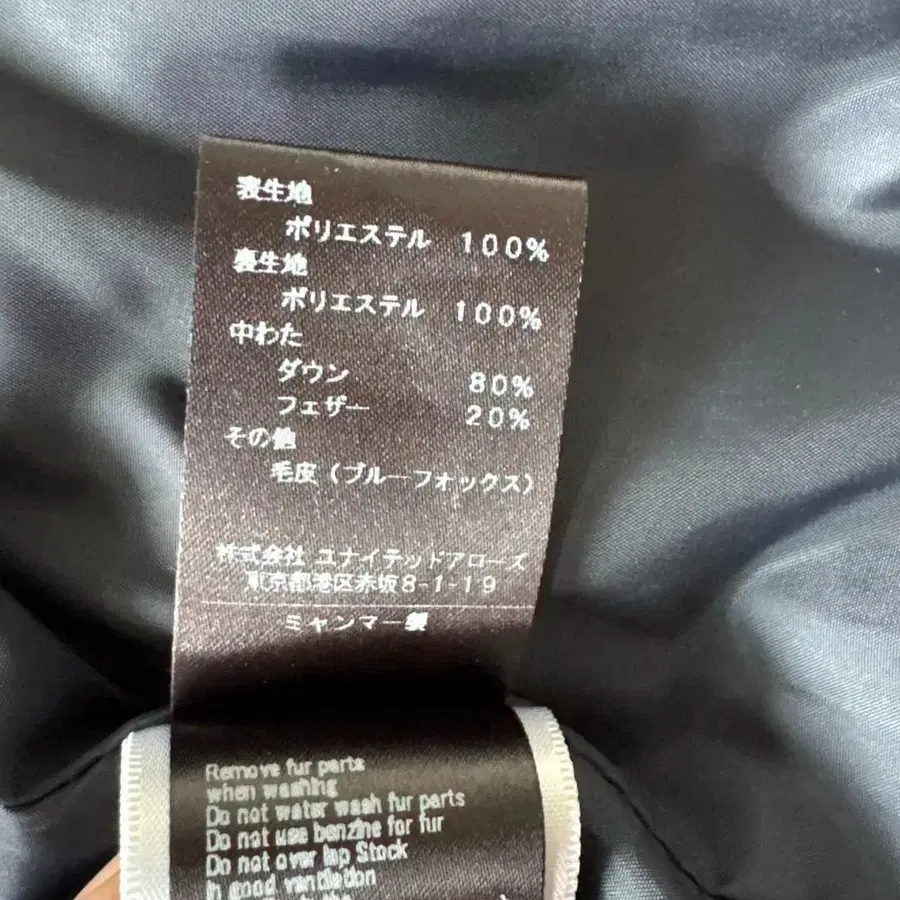 表生地
ポリエステル 100%
裏生地
ポリエステル 100%
中わた
ダウン 80%
フェザー 20%
その他
毛皮(ブルーフォックス)
株式会社 ユナイテッドアローズ
東京都港区赤坂8-1-19
ミャンマー製
Remove fur parts
when washing
Do not water wash fur parts
Do not use benzine for fur
Do not over lap Stock
In good ventilation